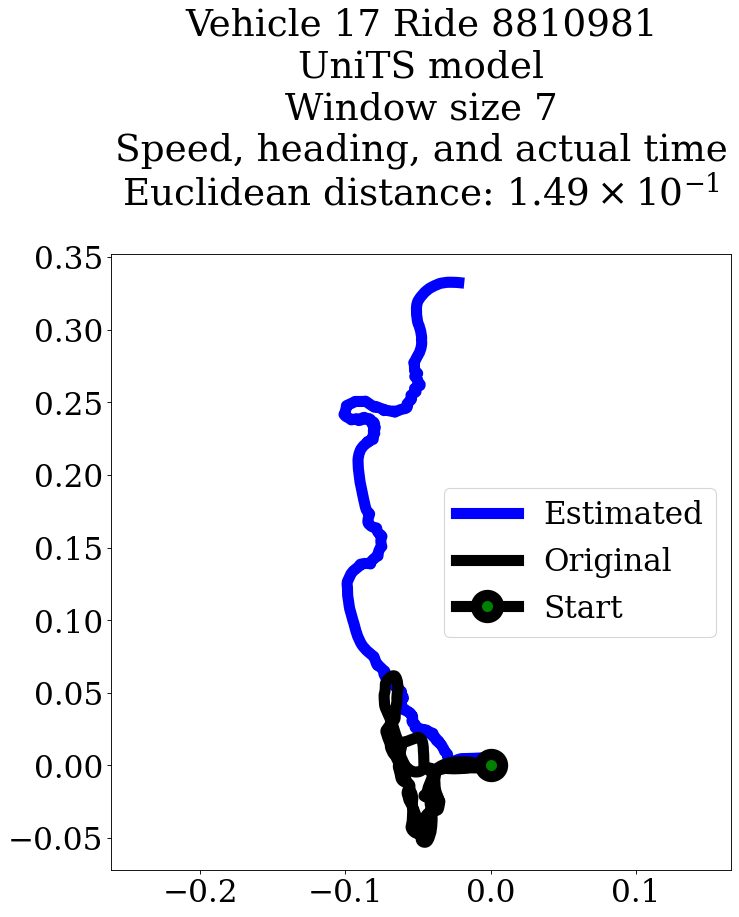 Vehicle 17 Ride 8810981
UniTS model
Window size 7
Speed, heading, and actual time
Euclidean distance: 1.49 × 10⁻¹
0.35
0.30
0.25
0.20
0.15
0.10
0.05
0.00
−0.05
Estimated
Original
Start
−0.2
−0.1
0.0
0.1